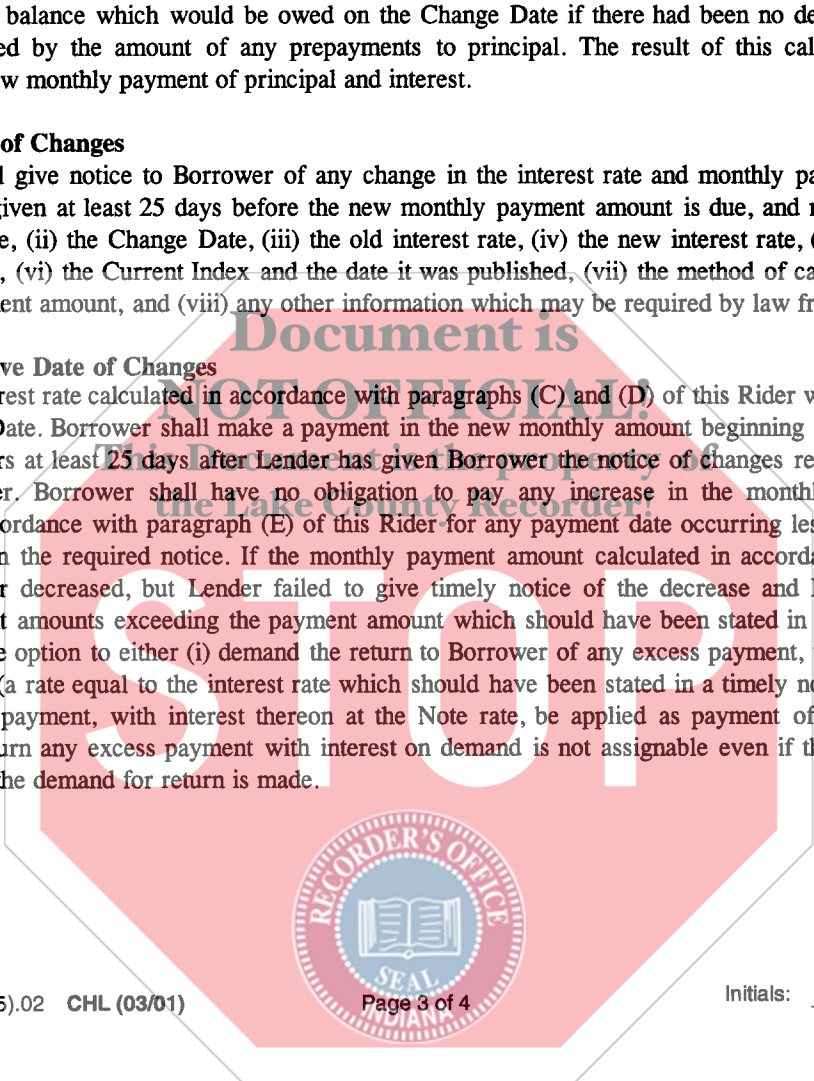 balance which would be owed on the Change Date if there had been no de
ed by the amount of any prepayments to principal. The result of this cal
w monthly payment of principal and interest.
of Changes
l give notice to Borrower of any change in the interest rate and monthly pa
given at least 25 days before the new monthly payment amount is due, and
e, (ii) the Change Date, (iii) the old interest rate, (iv) the new interest rate, (
, (vi) the Current Index and the date it was published, (vii) the method of ca
ent amount, and (viii) any other information which may be required by law fr
Document is
ve Date of Changes
NOT OFFICIAL!
rest rate calculated in accordance with paragraphs (C) and (D) of this Rider w
Date. Borrower shall make a payment in the new monthly amount beginning
This Document is the property of
rs at least 25 days after Lender has given Borrower the notice of changes re
er. Borrower shall have no obligation to pay any increase in the monthl
the Lake County Recorder!
ordance with paragraph (E) of this Rider for any payment date occurring les
n the required notice. If the monthly payment amount calculated in accorda
r decreased, but Lender failed to give timely notice of the decrease and
t amounts exceeding the payment amount which should have been stated in
e option to either (i) demand the return to Borrower of any excess payment,
(a rate equal to the interest rate which should have been stated in a timely no
payment, with interest thereon at the Note rate, be applied as payment of
urn any excess payment with interest on demand is not assignable even if th
the demand for return is made.
STOP
RECORDER'S OFFICE
SEAL
INDIANA
5).02 CHL (03/01)
Page 3 of 4
Initials: